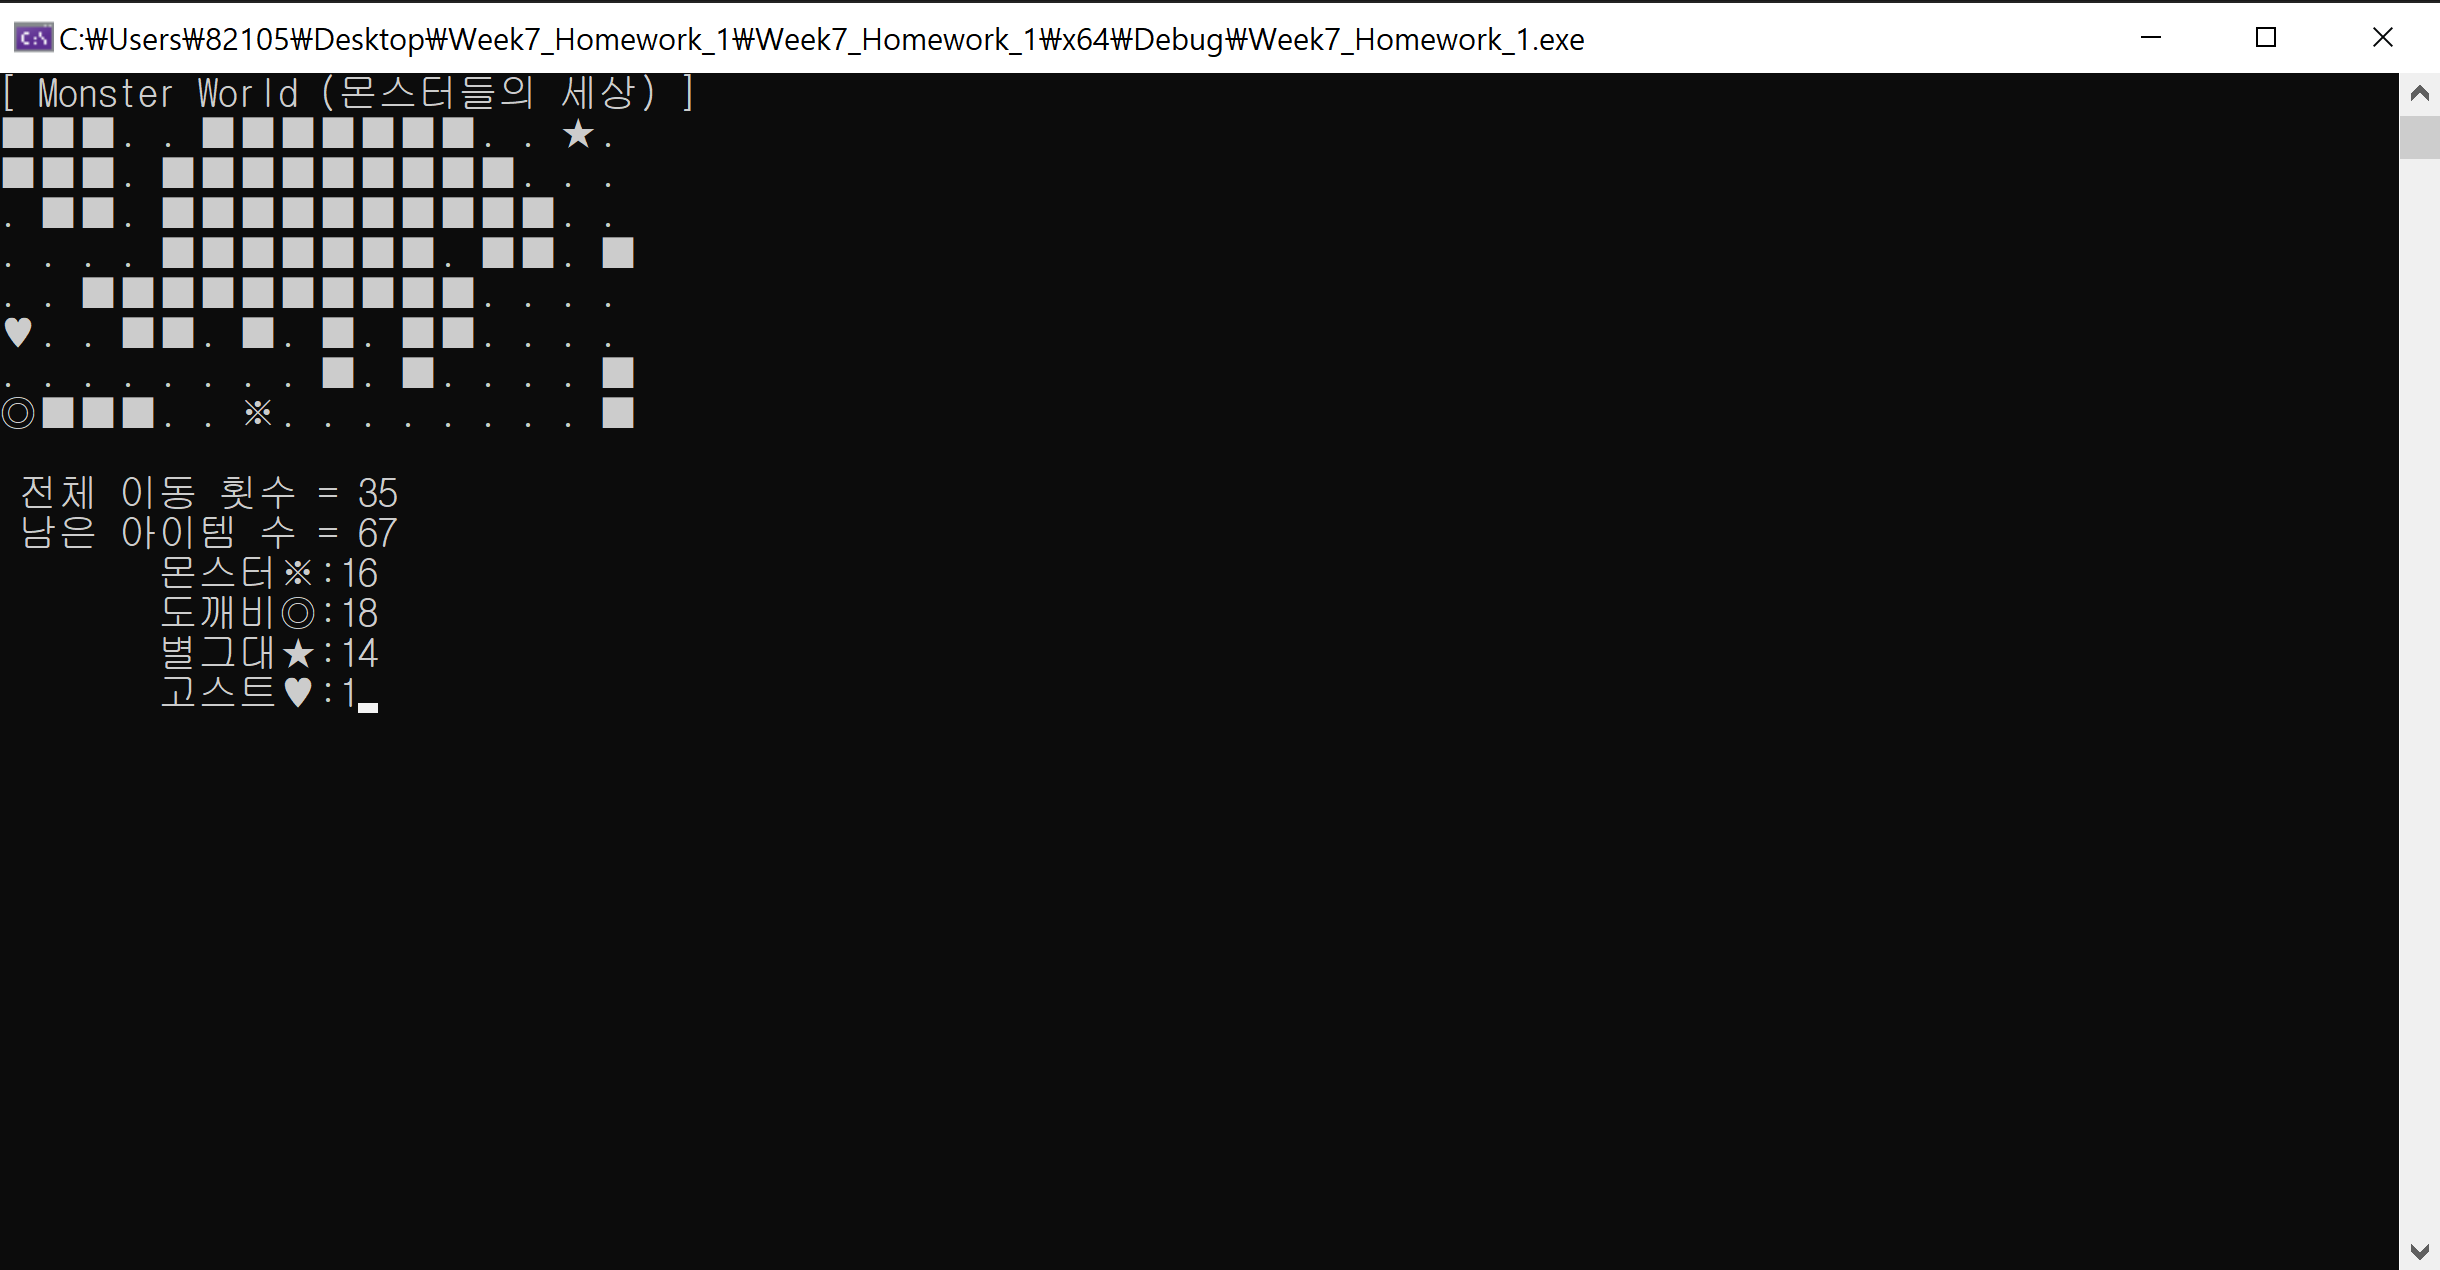 C:₩Users₩82105₩Desktop₩Week7_Homework_1₩Week7_Homework_1₩x64₩Debug₩Week7_Homework_1.exe
[ Monster World (몬스터들의 세상) ]
■■■. . ■■■■■■■. . ★.
■■■. ■■■■■■■■■. . .
. ■■. ■■■■■■■■■■. .
. . . . ■■■■■■■. ■■. ■
. . ■■■■■■■■■■. . . .
♥. . ■■. ■. ■. ■■. . . .
. . . . . . . . ■. ■. . . . ■
◎■■■. . ※. . . . . . . . ■
전체 이동 횟수 = 35
남은 아이템 수 = 67
몬스터※:16
도깨비◎:18
별그대★:14
고스트♥:1